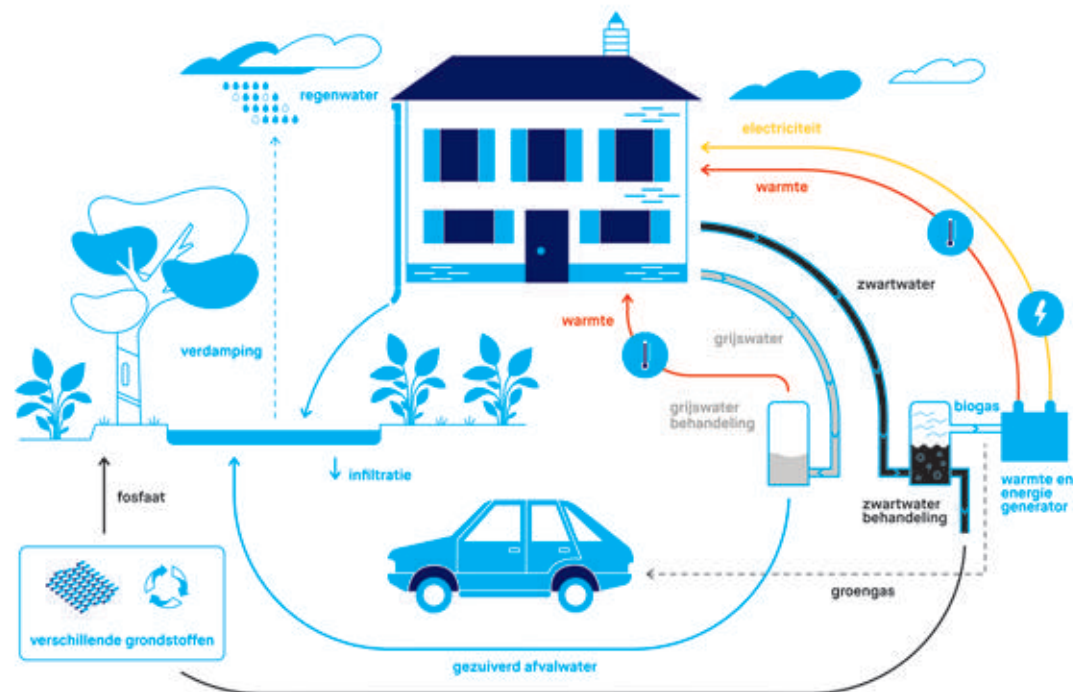 regenwater
electriciteit
warmte
zwartwater
warmte
grijswater
verdamping
grijswater
behandeling
biogas
infiltratie
warmte en
energie
generator
fosfaat
zwartwater
behandeling
groengas
verschillende grondstoffen
gezuiverd afvalwater